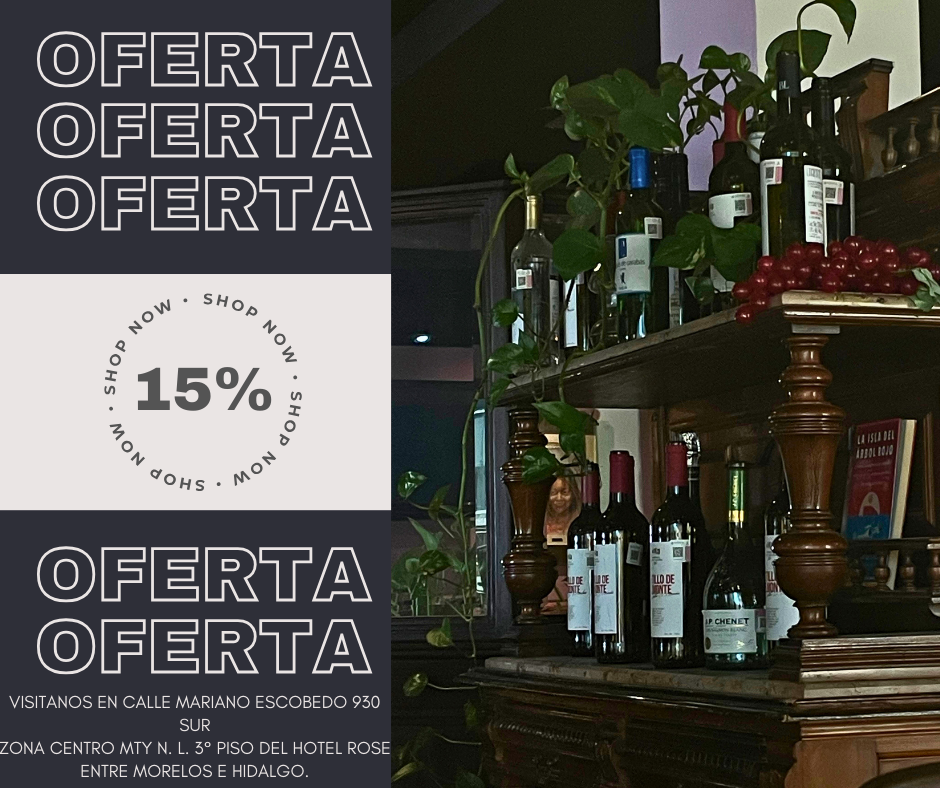 OFERTA
OFERTA
OFERTA
SHOP NOW • SHOP NOW • SHOP NOW • SHOP NOW • SHOP NOW •
15%
OFERTA
OFERTA
VISITANOS EN CALLE MARIANO ESCOBEDO 930
SUR
ZONA CENTRO MTY N. L. 3° PISO DEL HOTEL ROSE
ENTRE MORELOS E HIDALGO.
LA ISLA DEL
ÁRBOL ROJO
J.P. CHENET